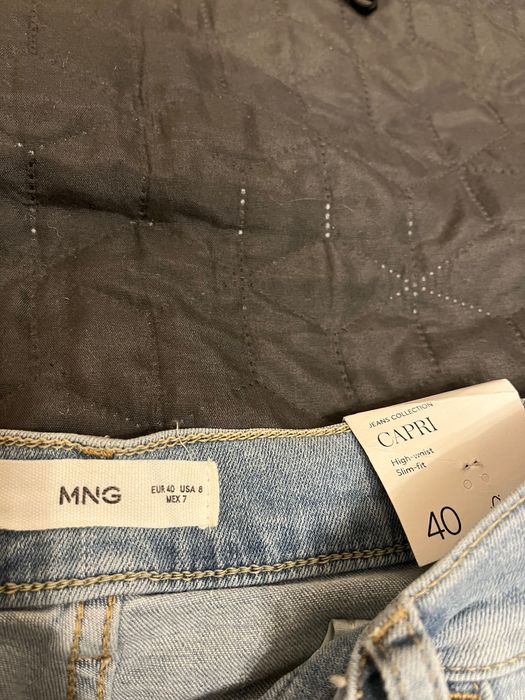 JEANS COLLECTION
CAPRI
High-waist
Slim-fit
40
MNG
EUR 40 USA 8
MEX 7